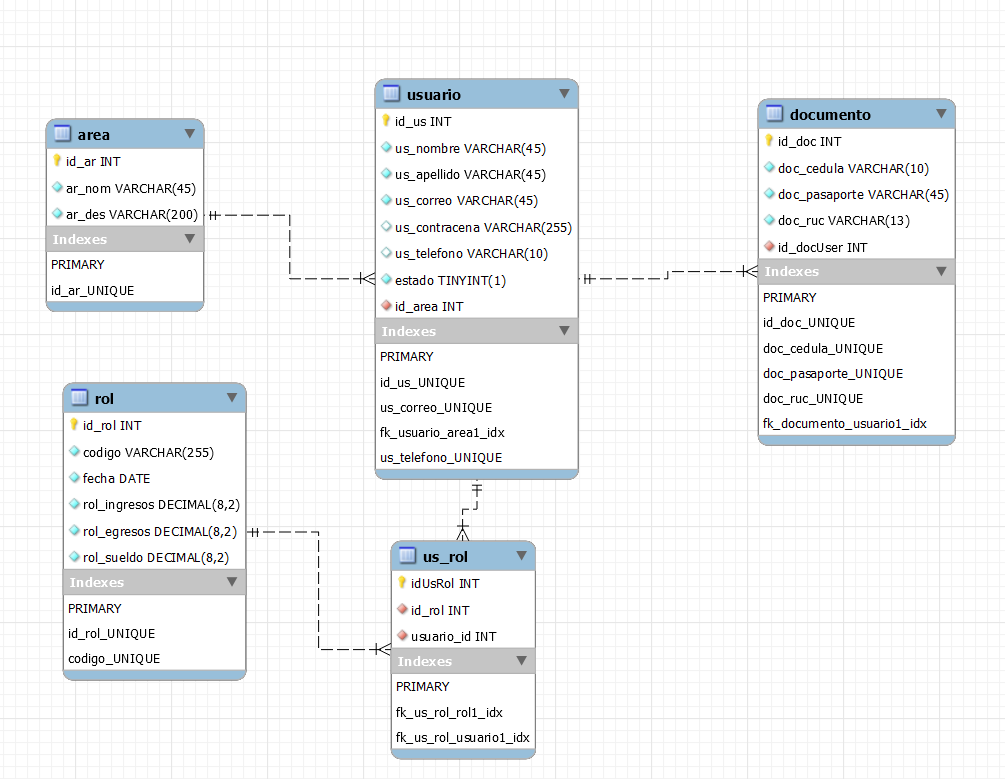 area
id_ar INT
ar_nom VARCHAR(45)
ar_des VARCHAR(200)
Indexes
PRIMARY
id_ar_UNIQUE
usuario
id_us INT
us_nombre VARCHAR(45)
us_apellido VARCHAR(45)
us_correo VARCHAR(45)
us_contracena VARCHAR(255)
us_telefono VARCHAR(10)
estado TINYINT(1)
id_area INT
Indexes
PRIMARY
id_us_UNIQUE
us_correo_UNIQUE
fk_usuario_area1_idx
us_telefono_UNIQUE
documento
id_doc INT
doc_cedula VARCHAR(10)
doc_pasaporte VARCHAR(45)
doc_ruc VARCHAR(13)
id_docUser INT
Indexes
PRIMARY
id_doc_UNIQUE
doc_cedula_UNIQUE
doc_pasaporte_UNIQUE
doc_ruc_UNIQUE
fk_documento_usuario1_idx
rol
id_rol INT
codigo VARCHAR(255)
fecha DATE
rol_ingresos DECIMAL(8,2)
rol_egresos DECIMAL(8,2)
rol_sueldo DECIMAL(8,2)
Indexes
PRIMARY
id_rol_UNIQUE
codigo_UNIQUE
us_rol
idUsRol INT
id_rol INT
usuario_id INT
Indexes
PRIMARY
fk_us_rol_rol1_idx
fk_us_rol_usuario1_idx